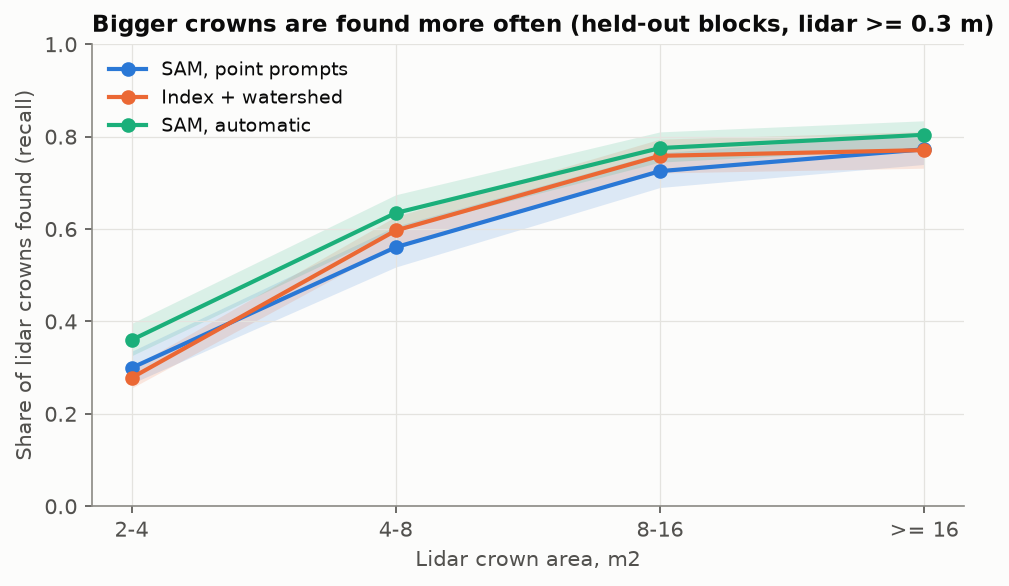 Bigger crowns are found more often (held-out blocks, lidar >= 0.3 m)
SAM, point prompts
Index + watershed
SAM, automatic
Share of lidar crowns found (recall)
1.0
0.8
0.6
0.4
0.2
0.0
2-4 4-8 8-16 >= 16
Lidar crown area, m2